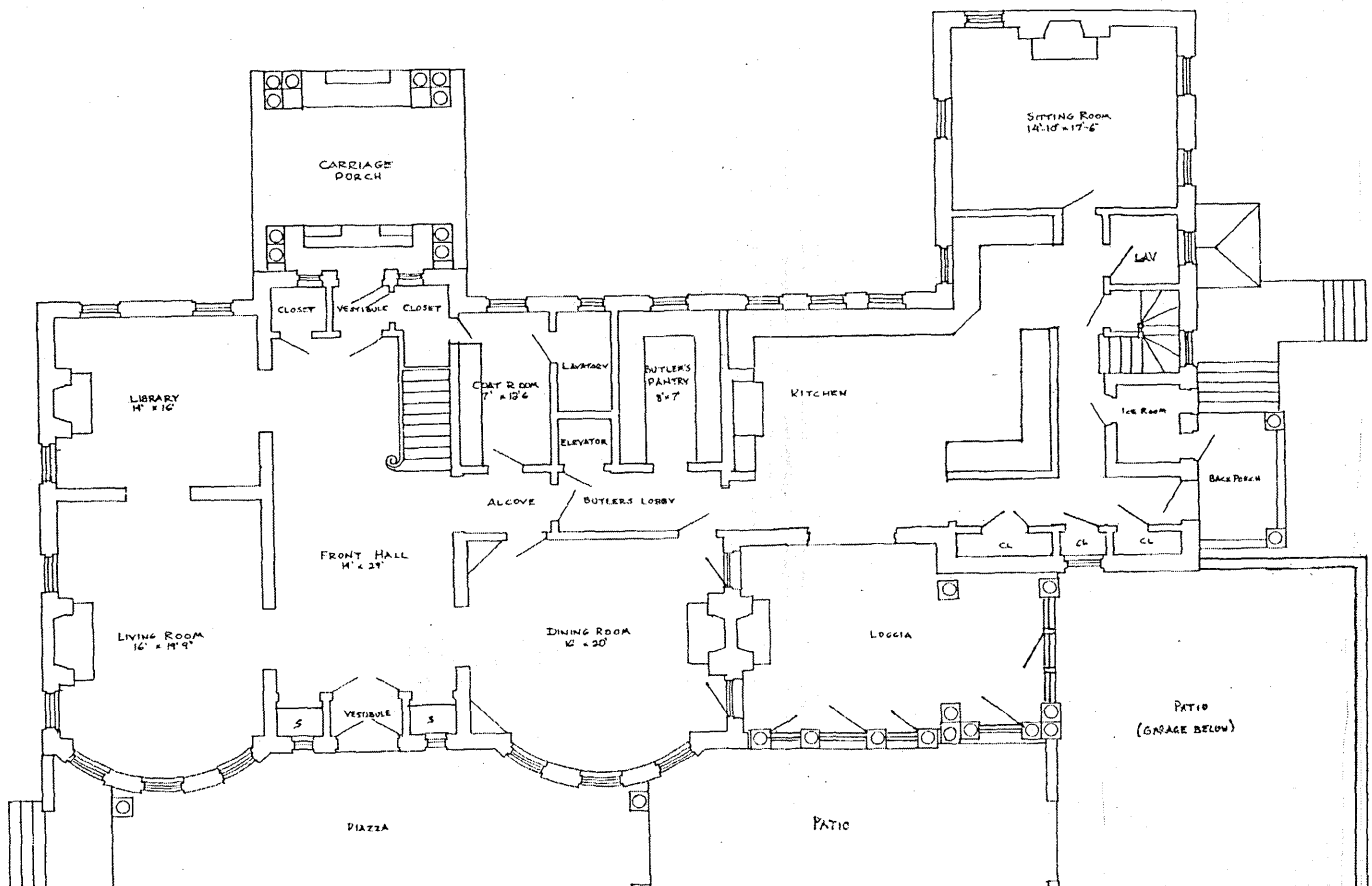 SITTING ROOM
14'-10" × 17'-6"
CARRIAGE
PORCH
LAV
CLOSET
VESTIBULE
CLOSET
LIBRARY
14' × 16'
COAT ROOM
7' × 12'6
LAVATORY
BUTLER'S
PANTRY
8' × 7'
KITCHEN
ICE ROOM
ELEVATOR
BACK PORCH
ALCOVE
BUTLERS LOBBY
FRONT HALL
14' × 29'
CL
CL
CL
LIVING ROOM
16' × 19'9"
DINING ROOM
16' × 20'
LOGGIA
S
VESTIBULE
S
PATIO
(GARAGE BELOW)
PIAZZA
PATIO